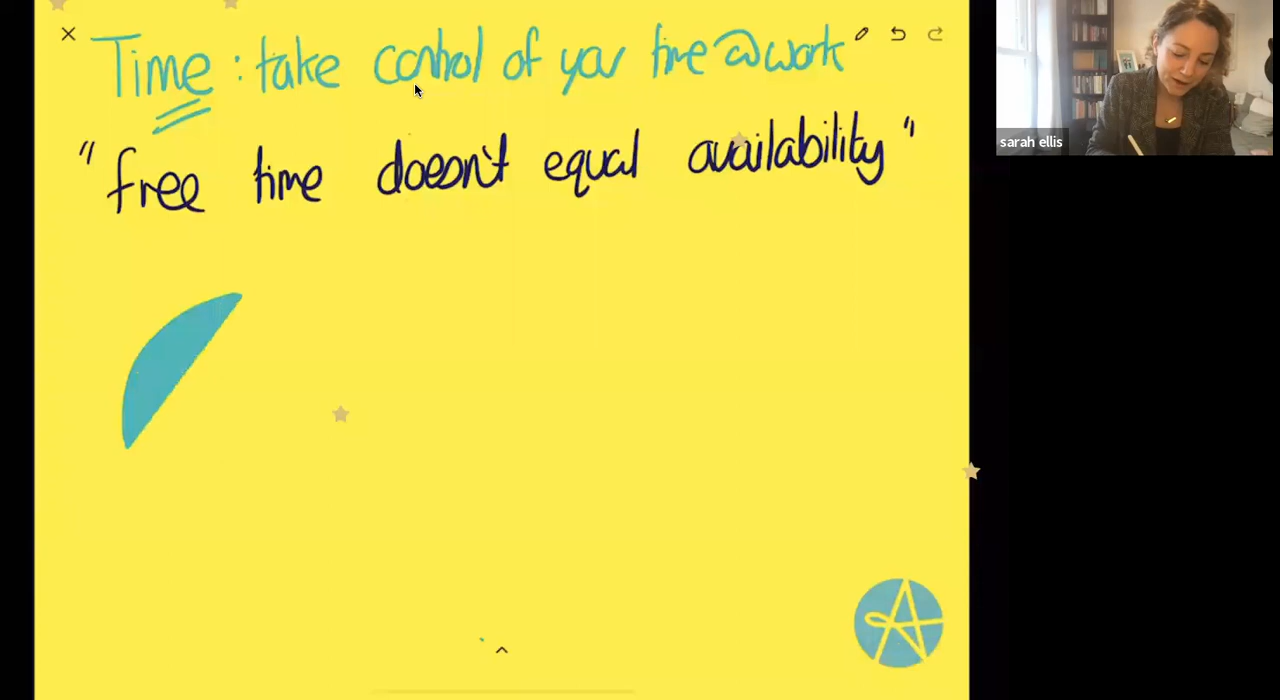 Time : take control of your time @ work
"free time doesn't equal availability"
sarah ellis